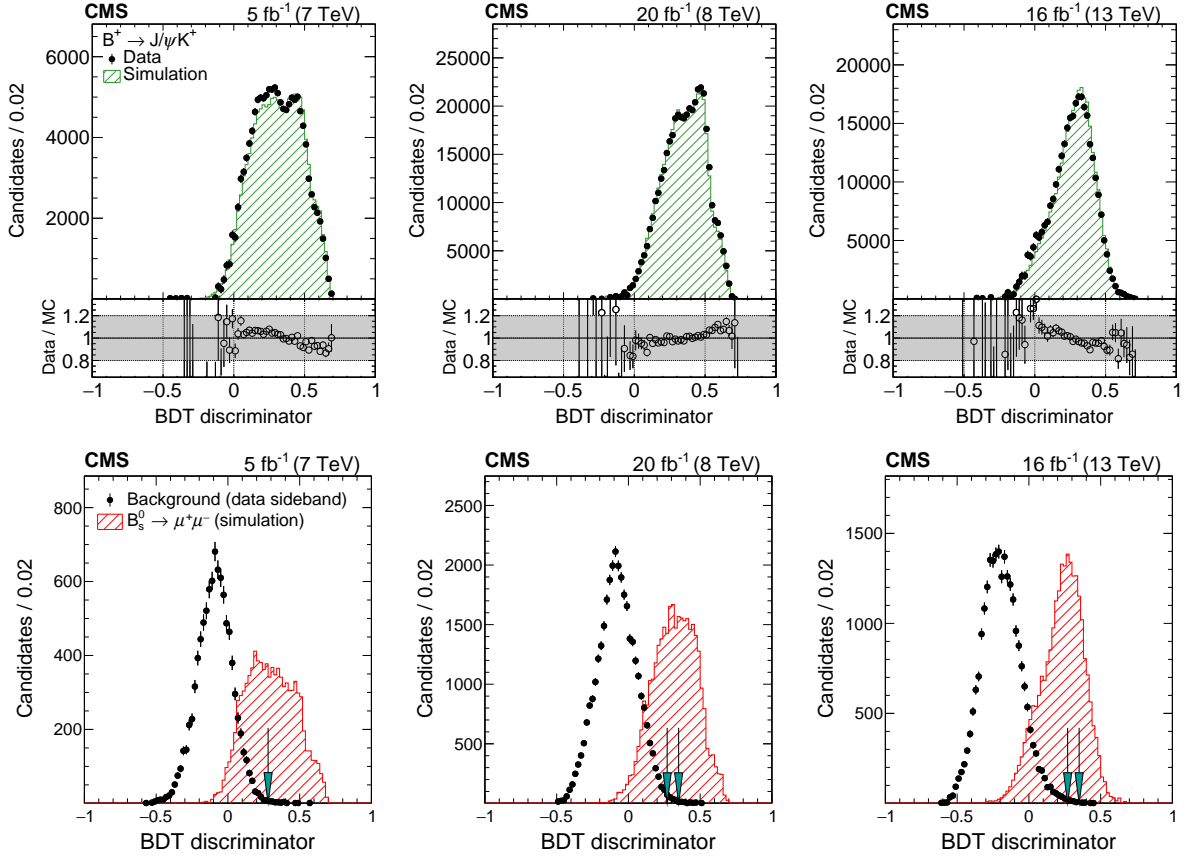 CMS 5 fb⁻¹ (7 TeV)
B⁺ → J/ψK⁺
Data
Simulation
Candidates / 0.02
6000
4000
2000
Data / MC
1.2
1
0.8
−1 −0.5 0 0.5 1
BDT discriminator
CMS 20 fb⁻¹ (8 TeV)
Candidates / 0.02
25000
20000
15000
10000
5000
Data / MC
1.2
1
0.8
−1 −0.5 0 0.5 1
BDT discriminator
CMS 16 fb⁻¹ (13 TeV)
Candidates / 0.02
20000
15000
10000
5000
Data / MC
1.2
1
0.8
−1 −0.5 0 0.5 1
BDT discriminator
CMS 5 fb⁻¹ (7 TeV)
Background (data sideband)
B⁰ₛ → μ⁺μ⁻ (simulation)
Candidates / 0.02
800
600
400
200
−1 −0.5 0 0.5 1
BDT discriminator
CMS 20 fb⁻¹ (8 TeV)
Candidates / 0.02
2500
2000
1500
1000
500
−1 −0.5 0 0.5 1
BDT discriminator
CMS 16 fb⁻¹ (13 TeV)
Candidates / 0.02
1500
1000
500
−1 −0.5 0 0.5 1
BDT discriminator